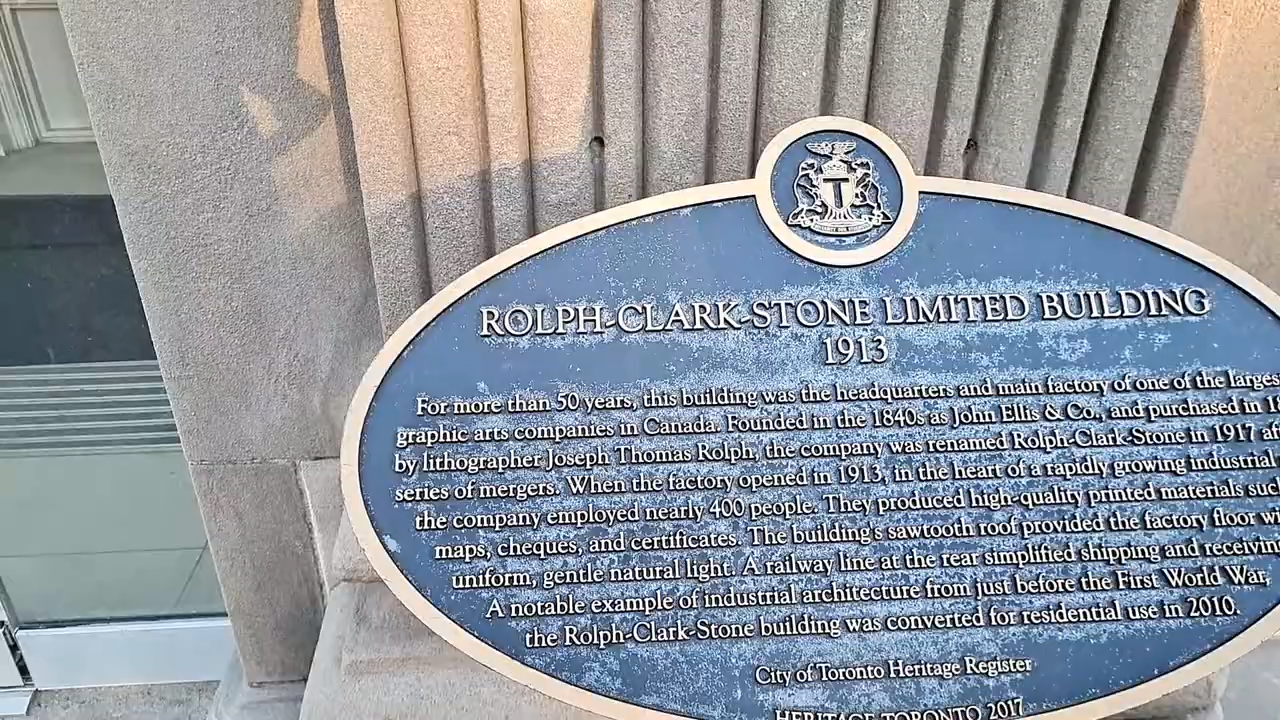 T
ROLPH-CLARK-STONE LIMITED BUILDING
1913
For more than 50 years, this building was the headquarters and main factory of one of the larges
graphic arts companies in Canada. Founded in the 1840s as John Ellis & Co., and purchased in 1
by lithographer Joseph Thomas Rolph, the company was renamed Rolph-Clark-Stone in 1917 af
series of mergers. When the factory opened in 1913, in the heart of a rapidly growing industrial
the company employed nearly 400 people. They produced high-quality printed materials suc
maps, cheques, and certificates. The building's sawtooth roof provided the factory floor wi
uniform, gentle natural light. A railway line at the rear simplified shipping and receivin
A notable example of industrial architecture from just before the First World War,
the Rolph-Clark-Stone building was converted for residential use in 2010.
City of Toronto Heritage Register
HERITAGE TORONTO 2017